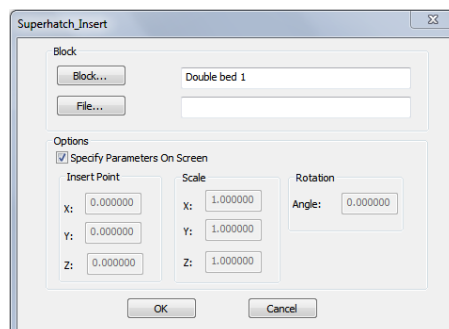 Superhatch_Insert
Block
Block... Double bed 1
File...
Options
Specify Parameters On Screen
Insert Point Scale Rotation
X: 0.000000 X: 1.000000 Angle: 0.000000
Y: 0.000000 Y: 1.000000
Z: 0.000000 Z: 1.000000
OK Cancel